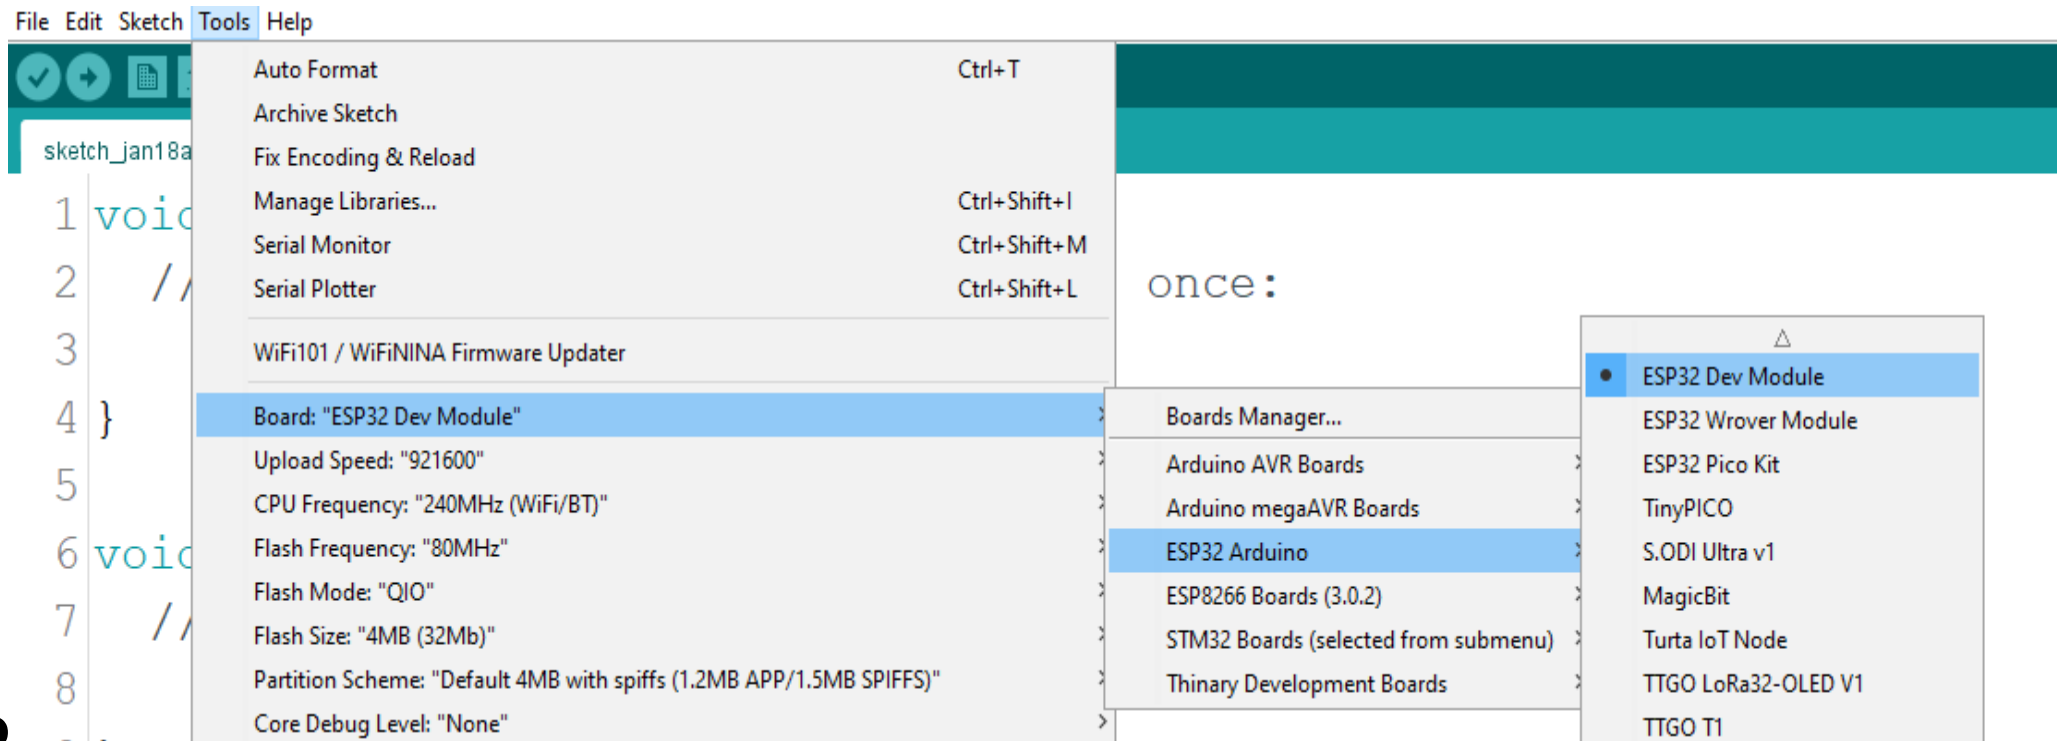 File Edit Sketch Tools Help
Auto Format Ctrl+T
Archive Sketch
sketch_jan18a
Fix Encoding & Reload
Manage Libraries... Ctrl+Shift+I
1 voic
Serial Monitor Ctrl+Shift+M
2 // once:
Serial Plotter Ctrl+Shift+L
3
WiFi101 / WiFiNINA Firmware Updater
4 }
Board: "ESP32 Dev Module"
Upload Speed: "921600"
5
CPU Frequency: "240MHz (WiFi/BT)"
6 voic
Flash Frequency: "80MHz"
Flash Mode: "QIO"
7 //
Flash Size: "4MB (32Mb)"
8
Partition Scheme: "Default 4MB with spiffs (1.2MB APP/1.5MB SPIFFS)"
Core Debug Level: "None"
Boards Manager...
Arduino AVR Boards
Arduino megaAVR Boards
ESP32 Arduino
ESP8266 Boards (3.0.2)
STM32 Boards (selected from submenu)
Thinary Development Boards
ESP32 Dev Module
ESP32 Wrover Module
ESP32 Pico Kit
TinyPICO
S.ODI Ultra v1
MagicBit
Turta IoT Node
TTGO LoRa32-OLED V1
TTGO T1